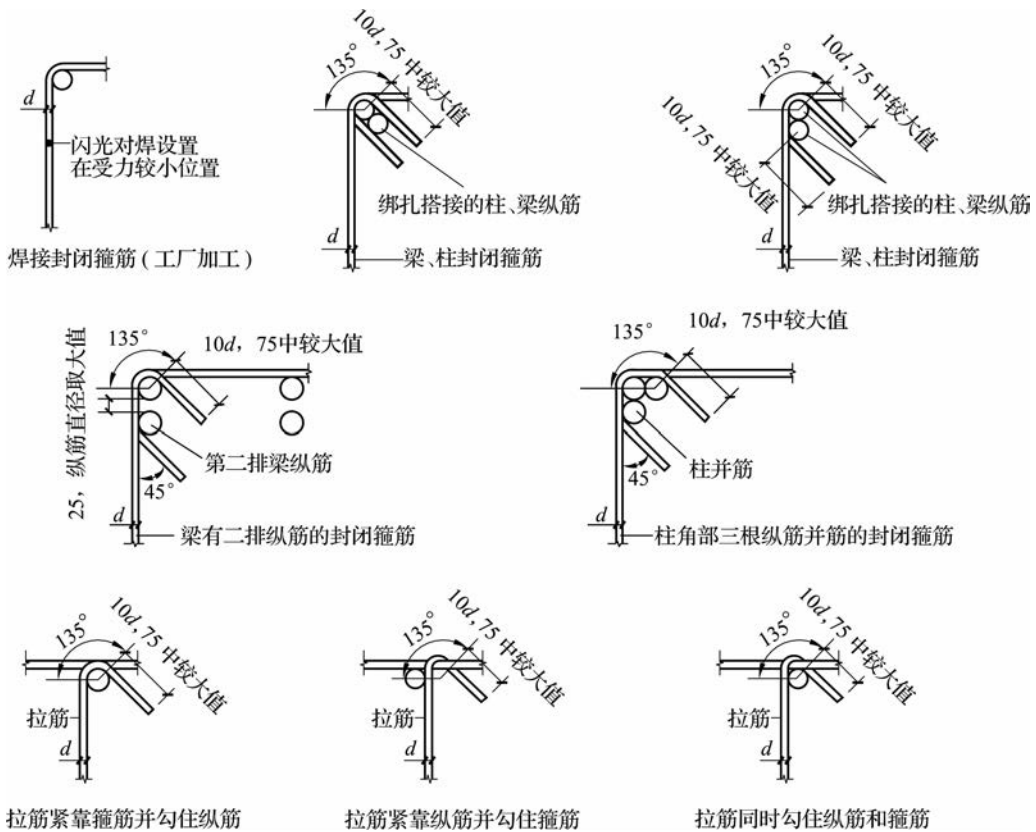 d
闪光对焊设置
在受力较小位置
焊接封闭箍筋(工厂加工)
135°
10d,75中较大值
绑扎搭接的柱、梁纵筋
d
梁、柱封闭箍筋
135°
10d,75中较大值
10d,75中较大值
绑扎搭接的柱、梁纵筋
d
梁、柱封闭箍筋
25，纵筋直径取大值
135°
10d，75中较大值
第二排梁纵筋
45°
d
梁有二排纵筋的封闭箍筋
135°
10d，75中较大值
柱并筋
45°
d
柱角部三根纵筋并筋的封闭箍筋
135°
10d,75中较大值
拉筋
d
拉筋紧靠箍筋并勾住纵筋
135°
10d,75中较大值
拉筋
d
拉筋紧靠纵筋并勾住箍筋
135°
10d,75中较大值
拉筋
d
拉筋同时勾住纵筋和箍筋